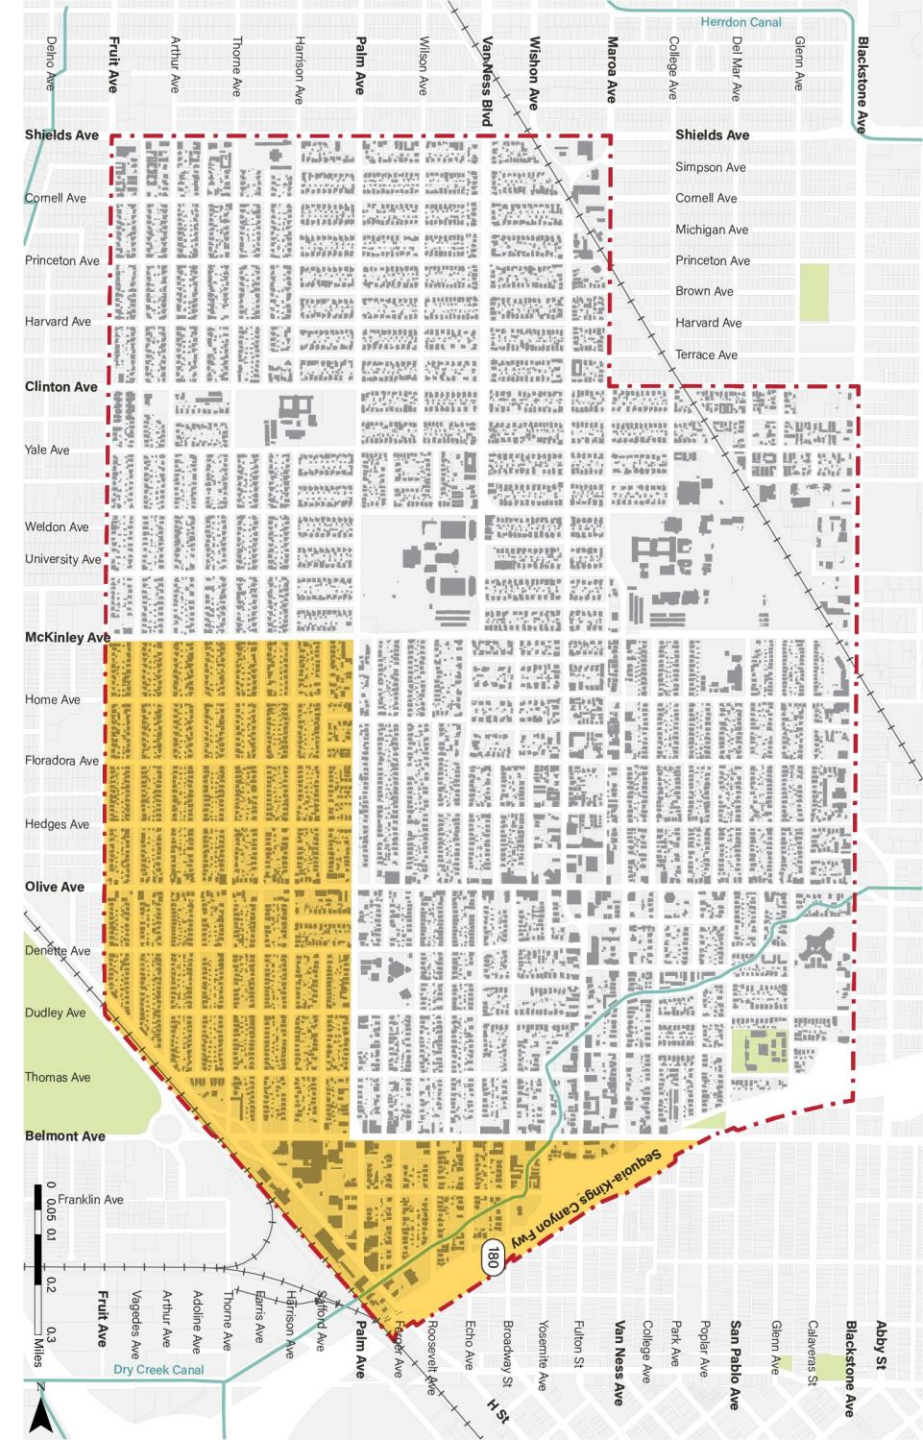 Herrdon Canal
Delno Ave
Fruit Ave
Arthur Ave
Thorne Ave
Harrison Ave
Palm Ave
Wilson Ave
Van Ness Blvd
Wishon Ave
Maroa Ave
College Ave
Del Mar Ave
Glenn Ave
Blackstone Ave
Shields Ave
Shields Ave
Simpson Ave
Cornell Ave
Cornell Ave
Michigan Ave
Princeton Ave
Princeton Ave
Brown Ave
Harvard Ave
Harvard Ave
Terrace Ave
Clinton Ave
Yale Ave
Weldon Ave
University Ave
McKinley Ave
Home Ave
Floradora Ave
Hedges Ave
Olive Ave
Dennett Ave
Dudley Ave
Thomas Ave
Belmont Ave
Sequoia-Kings Canyon Fwy
180
Franklin Ave
0 0.05 0.1 0.2 0.3
Miles
Fruit Ave
Vagedes Ave
Arthur Ave
Adoline Ave
Thorne Ave
Farris Ave
Harrison Ave
Safford Ave
Palm Ave
Ferger Ave
Roosevelt Ave
Echo Ave
Broadway St
Yosemite Ave
Fulton St
Van Ness Ave
College Ave
Park Ave
Poplar Ave
San Pablo Ave
Glenn Ave
Calaveras St
Blackstone Ave
Abby St
Dry Creek Canal
H St
N